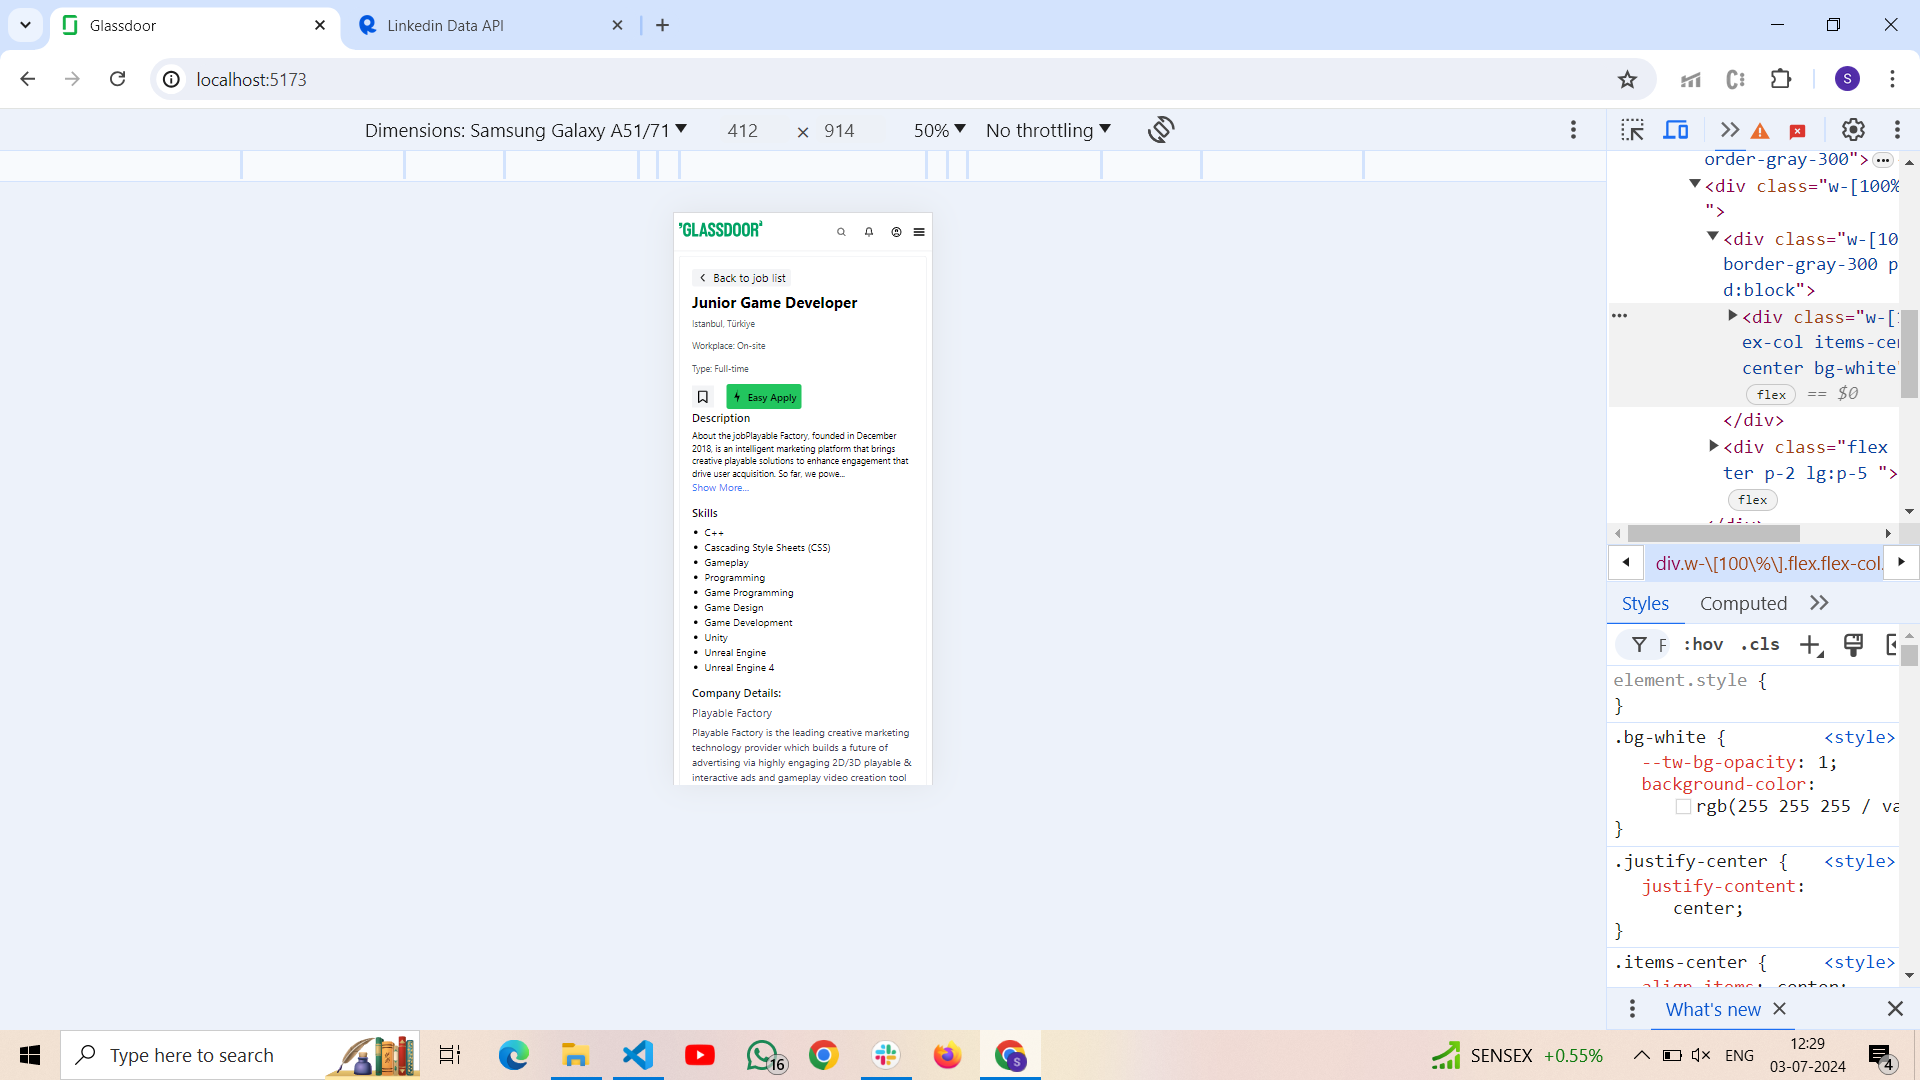 Glassdoor
Linkedin Data API
localhost:5173
S
Dimensions: Samsung Galaxy A51/71 412 × 914 50% No throttling
GLASSDOOR
Back to job list
Junior Game Developer
Istanbul, Türkiye
Workplace: On-site
Type: Full-time
Easy Apply
Description
About the jobPlayable Factory, founded in December
2018, is an intelligent marketing platform that brings
creative playable solutions to enhance engagement that
drive user acquisition. So far, we powe...
Show More...
Skills
• C++
• Cascading Style Sheets (CSS)
• Gameplay
• Programming
• Game Programming
• Game Design
• Game Development
• Unity
• Unreal Engine
• Unreal Engine 4
Company Details:
Playable Factory
Playable Factory is the leading creative marketing
technology provider which builds a future of
advertising via highly engaging 2D/3D playable &
interactive ads and gameplay video creation tool
order-gray-300">
<div class="w-[100%
">
<div class="w-[10
border-gray-300 p
d:block">
<div class="w-[1
ex-col items-cen
center bg-white"
flex == $0
</div>
<div class="flex
ter p-2 lg:p-5 ">
flex
div.w-\[100\%\].flex.flex-col.
Styles Computed
F :hov .cls
element.style {
}
.bg-white { <style>
--tw-bg-opacity: 1;
background-color:
rgb(255 255 255 / va
}
.justify-center { <style>
justify-content:
center;
}
.items-center { <style>
align-items: center;
What's new
Type here to search
16
S
SENSEX +0.55%
ENG
12:29
03-07-2024
4